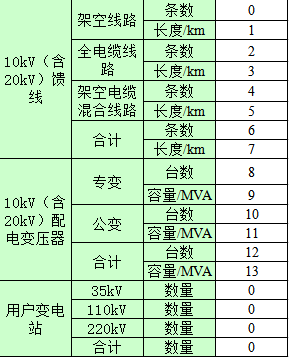 10kV（含20kV）馈线 架空线路 条数 0
长度/km 1
全电缆线路 条数 2
长度/km 3
架空电缆混合线路 条数 4
长度/km 5
合计 条数 6
长度/km 7
10kV（含20kV）配电变压器 专变 台数 8
容量/MVA 9
公变 台数 10
容量/MVA 11
合计 台数 12
容量/MVA 13
用户变电站 35kV 数量 0
110kV 数量 0
220kV 数量 0
合计 数量 0